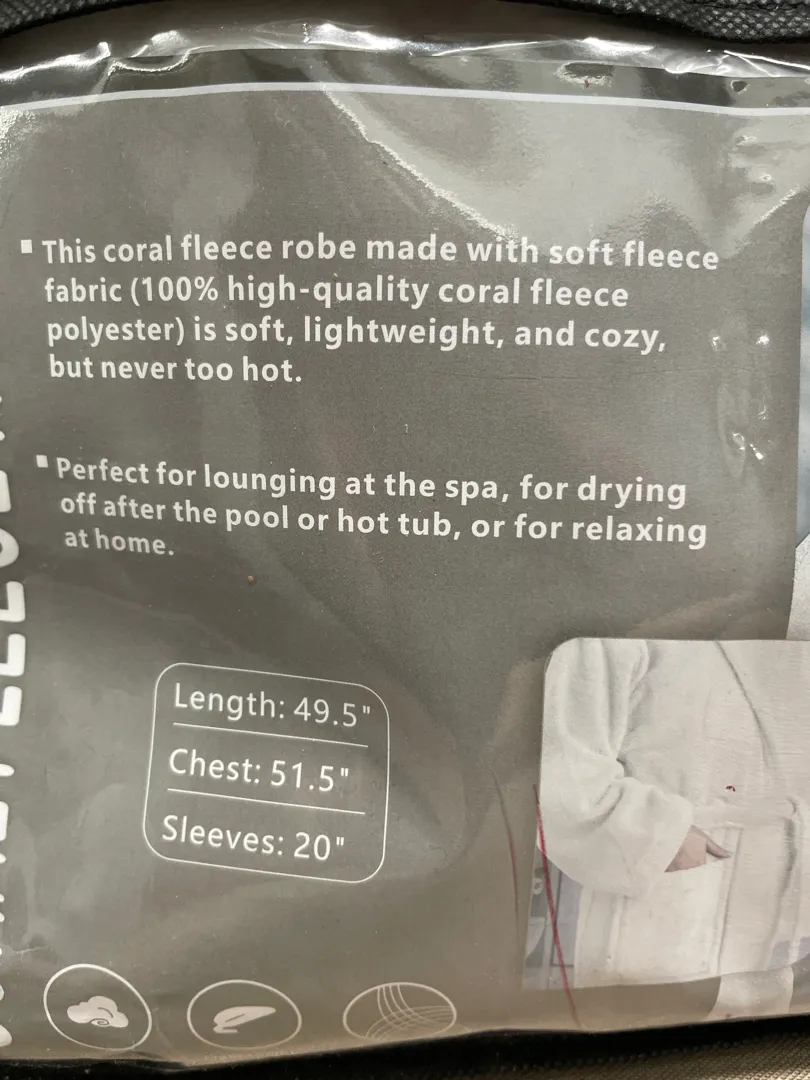 ▪ This coral fleece robe made with soft fleece
fabric (100% high-quality coral fleece
polyester) is soft, lightweight, and cozy,
but never too hot.
▪ Perfect for lounging at the spa, for drying
off after the pool or hot tub, or for relaxing
at home.
Length: 49.5"
Chest: 51.5"
Sleeves: 20"